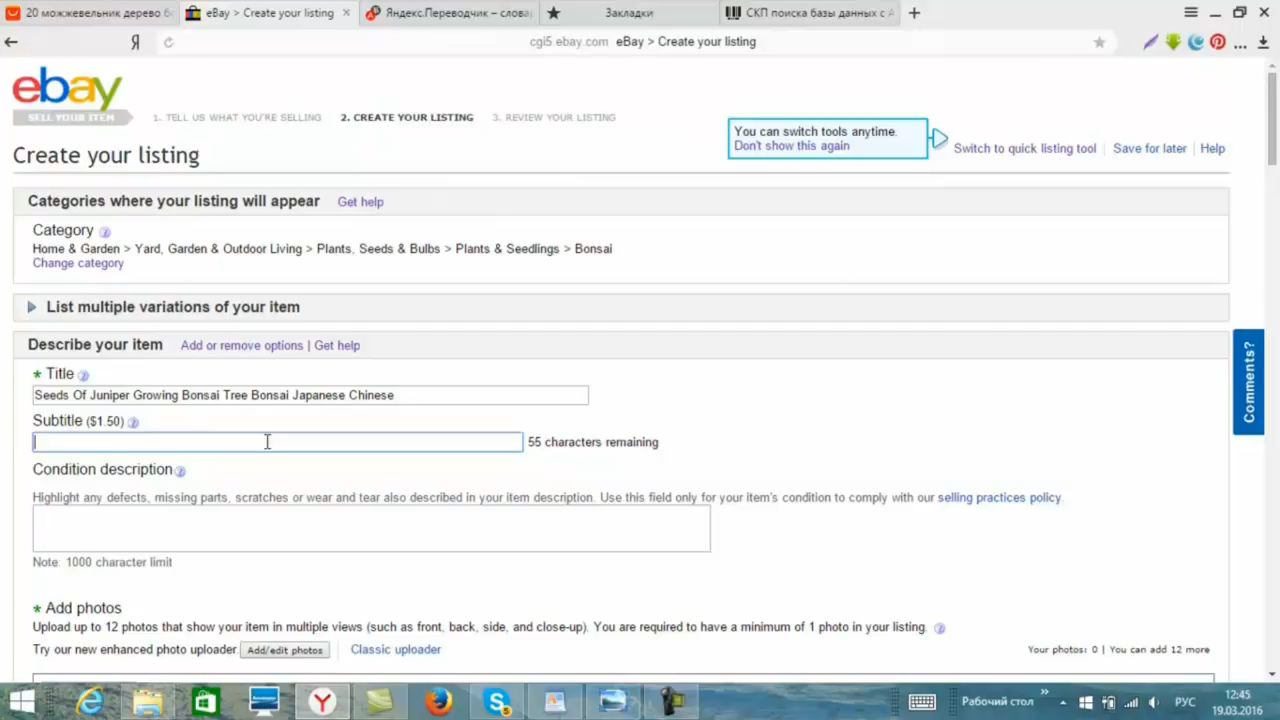 20 можжевельник дерево б
eBay > Create your listing
Яндекс.Переводчик – слова
Закладки
СКП поиска базы данных с А
Я
cgi5.ebay.com eBay > Create your listing
ebay
SELL YOUR ITEM
1. TELL US WHAT YOU'RE SELLING 2. CREATE YOUR LISTING 3. REVIEW YOUR LISTING
You can switch tools anytime.
Don't show this again
Switch to quick listing tool | Save for later | Help
Create your listing
Categories where your listing will appear Get help
Category
Home & Garden > Yard, Garden & Outdoor Living > Plants, Seeds & Bulbs > Plants & Seedlings > Bonsai
Change category
List multiple variations of your item
Describe your item Add or remove options | Get help
Comments?
* Title
Seeds Of Juniper Growing Bonsai Tree Bonsai Japanese Chinese
Subtitle ($1.50)
55 characters remaining
Condition description
Highlight any defects, missing parts, scratches or wear and tear also described in your item description. Use this field only for your item's condition to comply with our selling practices policy.
Note: 1000 character limit
* Add photos
Upload up to 12 photos that show your item in multiple views (such as front, back, side, and close-up). You are required to have a minimum of 1 photo in your listing.
Try our new enhanced photo uploader. Add/edit photos Classic uploader
Your photos: 0 | You can add 12 more
Рабочий стол
РУС
12:45
19.03.2016